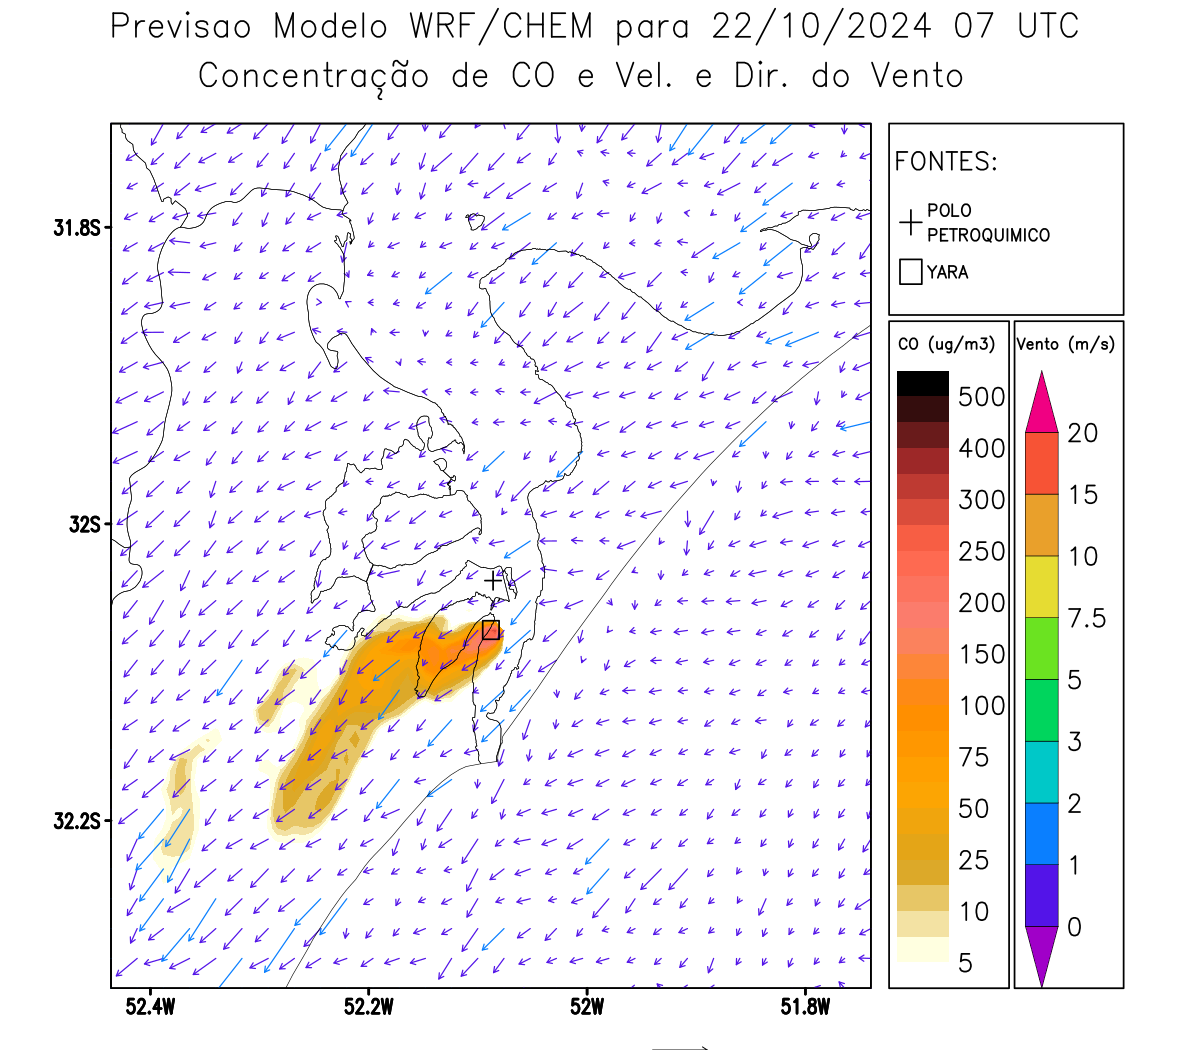 Previsao Modelo WRF/CHEM para 22/10/2024 07 UTC
Concentração de CO e Vel. e Dir. do Vento
FONTES:
POLO
PETROQUIMICO
YARA
CO (ug/m3)
500
400
300
250
200
150
100
75
50
25
10
5
Vento (m/s)
20
15
10
7.5
5
3
2
1
0
31.8S
32S
32.2S
52.4W
52.2W
52W
51.8W